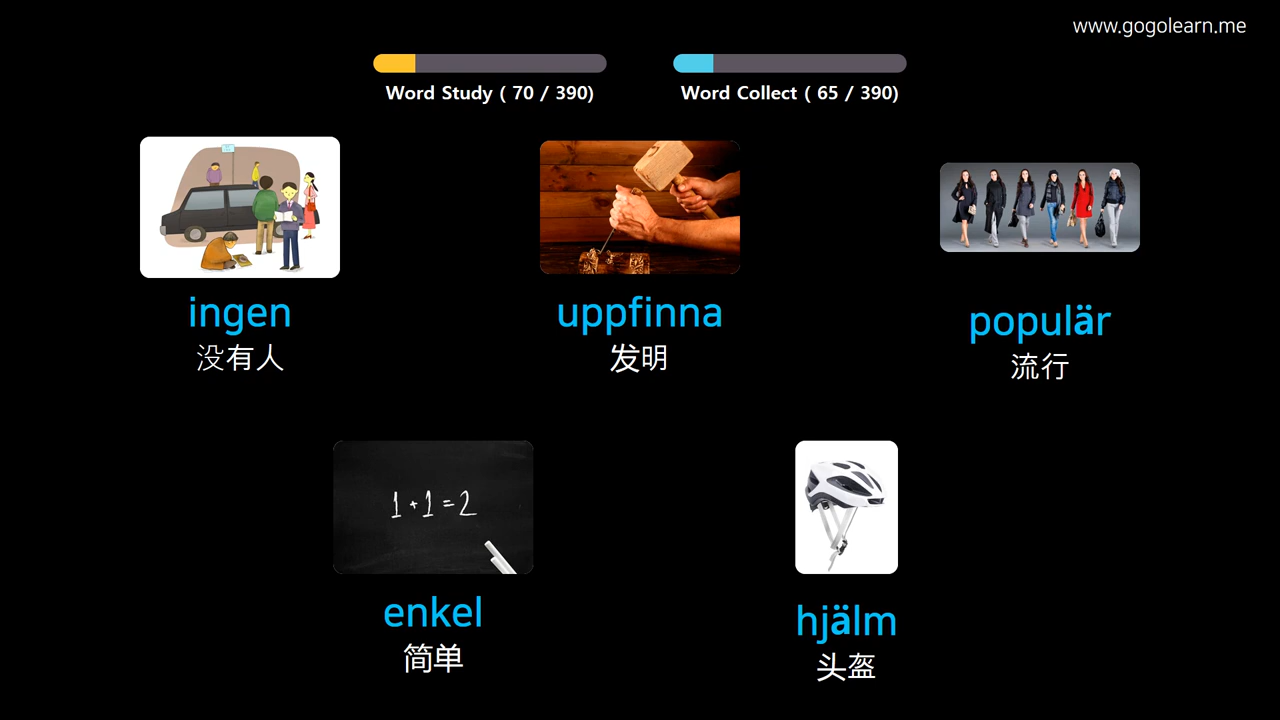 www.gogolearn.me
Word Study ( 70 / 390)
Word Collect ( 65 / 390)
ingen
没有人
uppfinna
发明
populär
流行
1+1=2
enkel
简单
hjälm
头盔